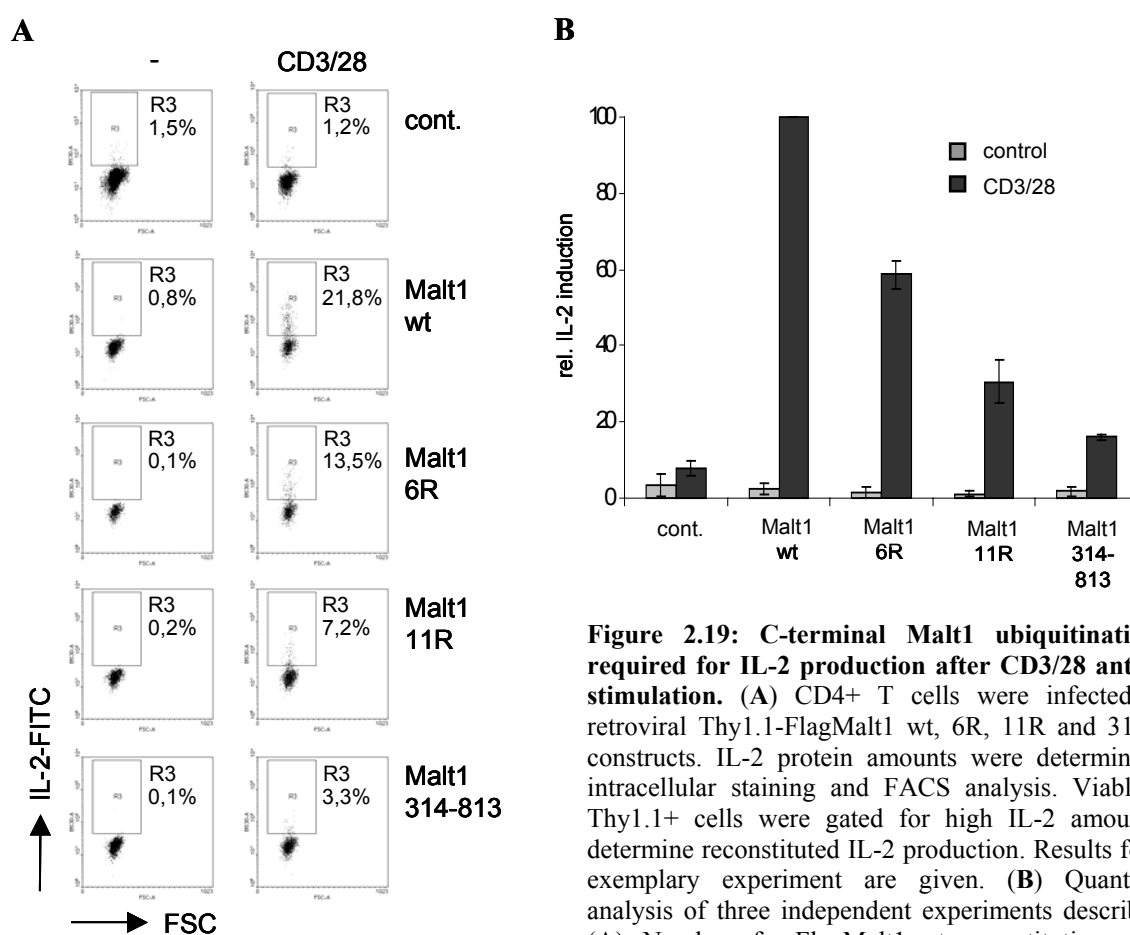 A
- CD3/28
R3
1,5%
R3
1,2%
cont.
R3
0,8%
R3
21,8%
Malt1
wt
R3
0,1%
R3
13,5%
Malt1
6R
R3
0,2%
R3
7,2%
Malt1
11R
R3
0,1%
R3
3,3%
Malt1
314-813
IL-2-FITC
FSC
B
rel. IL-2 induction
100
80
60
40
20
0
control
CD3/28
cont.
Malt1
wt
Malt1
6R
Malt1
11R
Malt1
314-
813
Figure 2.19: C-terminal Malt1 ubiquitinati
required for IL-2 production after CD3/28 ant
stimulation. (A) CD4+ T cells were infected
retroviral Thy1.1-FlagMalt1 wt, 6R, 11R and 31
constructs. IL-2 protein amounts were determin
intracellular staining and FACS analysis. Viabl
Thy1.1+ cells were gated for high IL-2 amou
determine reconstituted IL-2 production. Results f
exemplary experiment are given. (B) Quant
analysis of three independent experiments describ